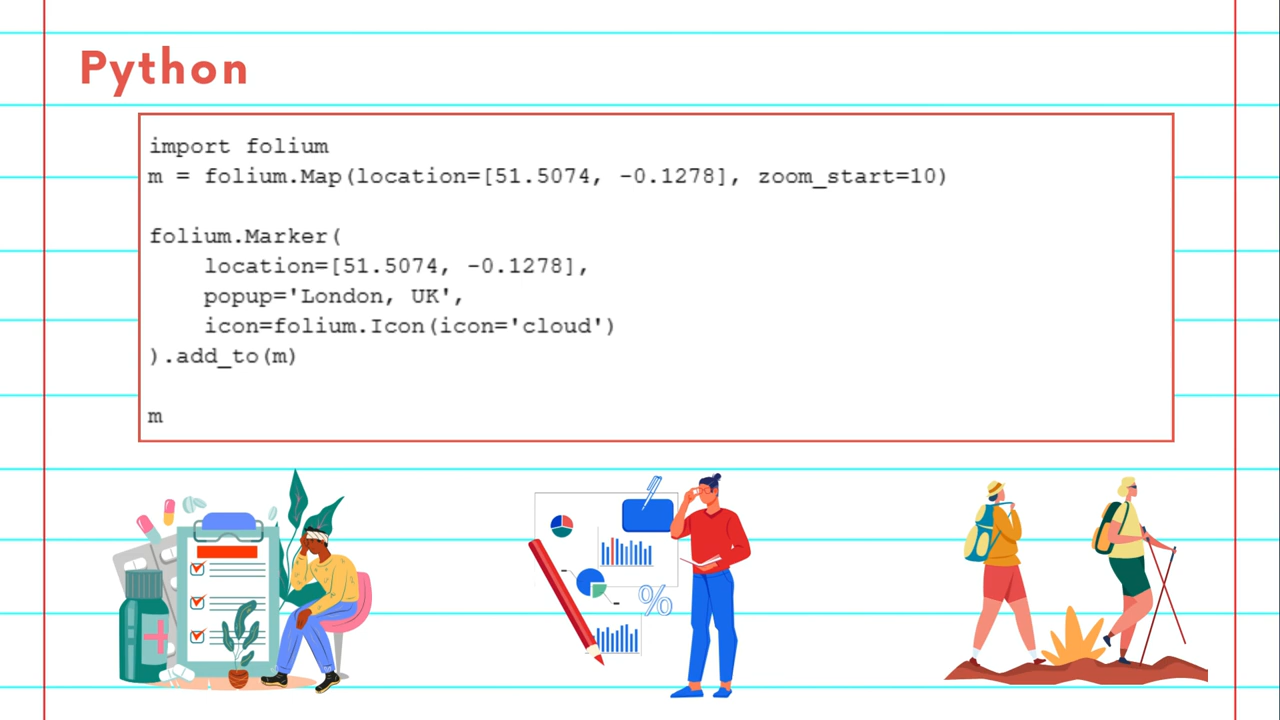 Python
import folium
m = folium.Map(location=[51.5074, -0.1278], zoom_start=10)
folium.Marker(
    location=[51.5074, -0.1278],
    popup='London, UK',
    icon=folium.Icon(icon='cloud')
).add_to(m)
m
%